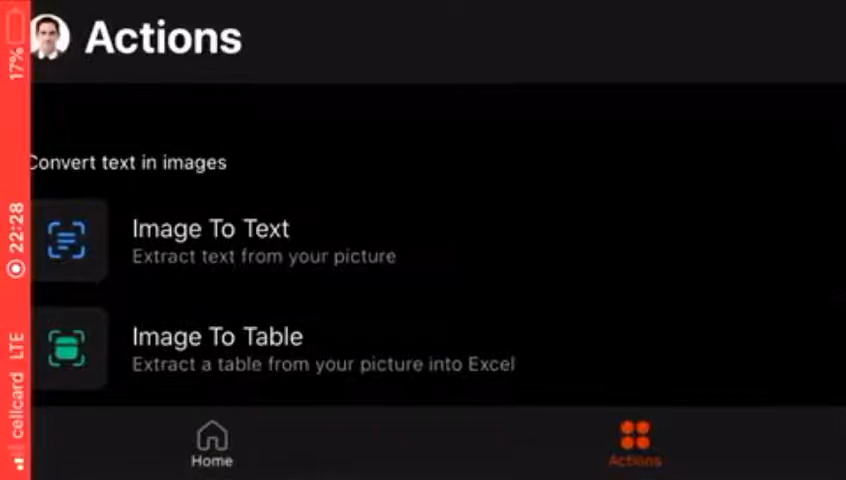 Actions
Convert text in images
Image To Text
Extract text from your picture
Image To Table
Extract a table from your picture into Excel
Home
Actions
cellcard LTE
22:28
17%